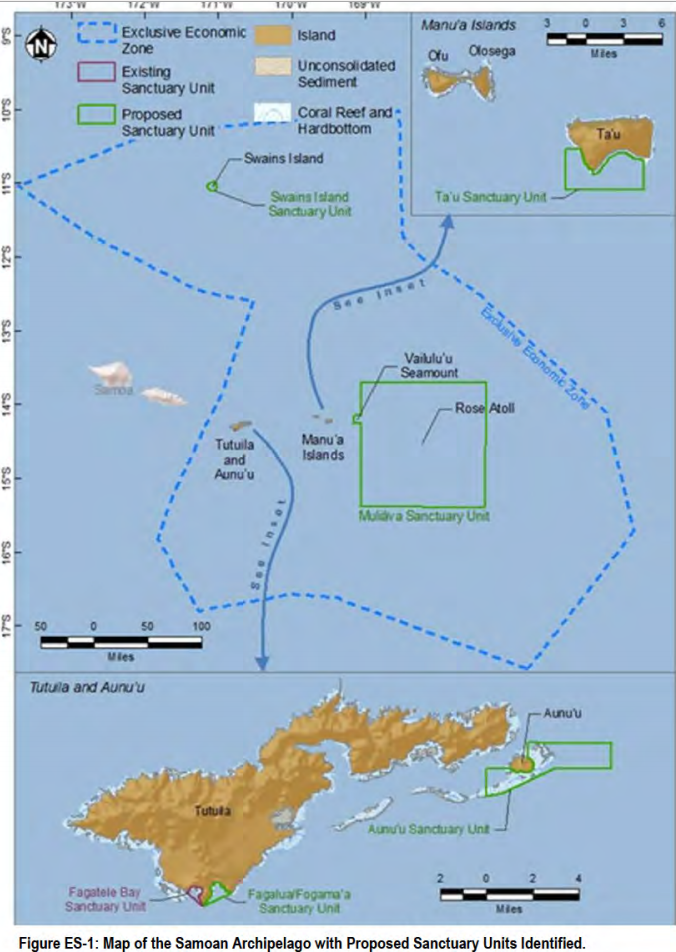 173°W 172°W 171°W 170°W 169°W
9°S
10°S
11°S
12°S
13°S
14°S
15°S
16°S
17°S
N
Exclusive Economic
Zone
Existing
Sanctuary Unit
Proposed
Sanctuary Unit
Island
Unconsolidated
Sediment
Coral Reef and
Hardbottom
Manu'a Islands
3 0 3 6
Miles
Ofu
Olosega
Ta'u
Ta'u Sanctuary Unit
Swains Island
Swains Island
Sanctuary Unit
See Inset
Exclusive Economic Zone
Samoa
Vailulu'u
Seamount
Rose Atoll
Manu'a
Islands
Tutuila
and
Aunu'u
Muliāva Sanctuary Unit
See Inset
50 0 50 100
Miles
Tutuila and Aunu'u
Aunu'u
Tutuila
Aunu'u Sanctuary Unit
Fagatele Bay
Sanctuary Unit
Fagalua/Fogama'a
Sanctuary Unit
2 0 2 4
Miles
Figure ES-1: Map of the Samoan Archipelago with Proposed Sanctuary Units Identified.